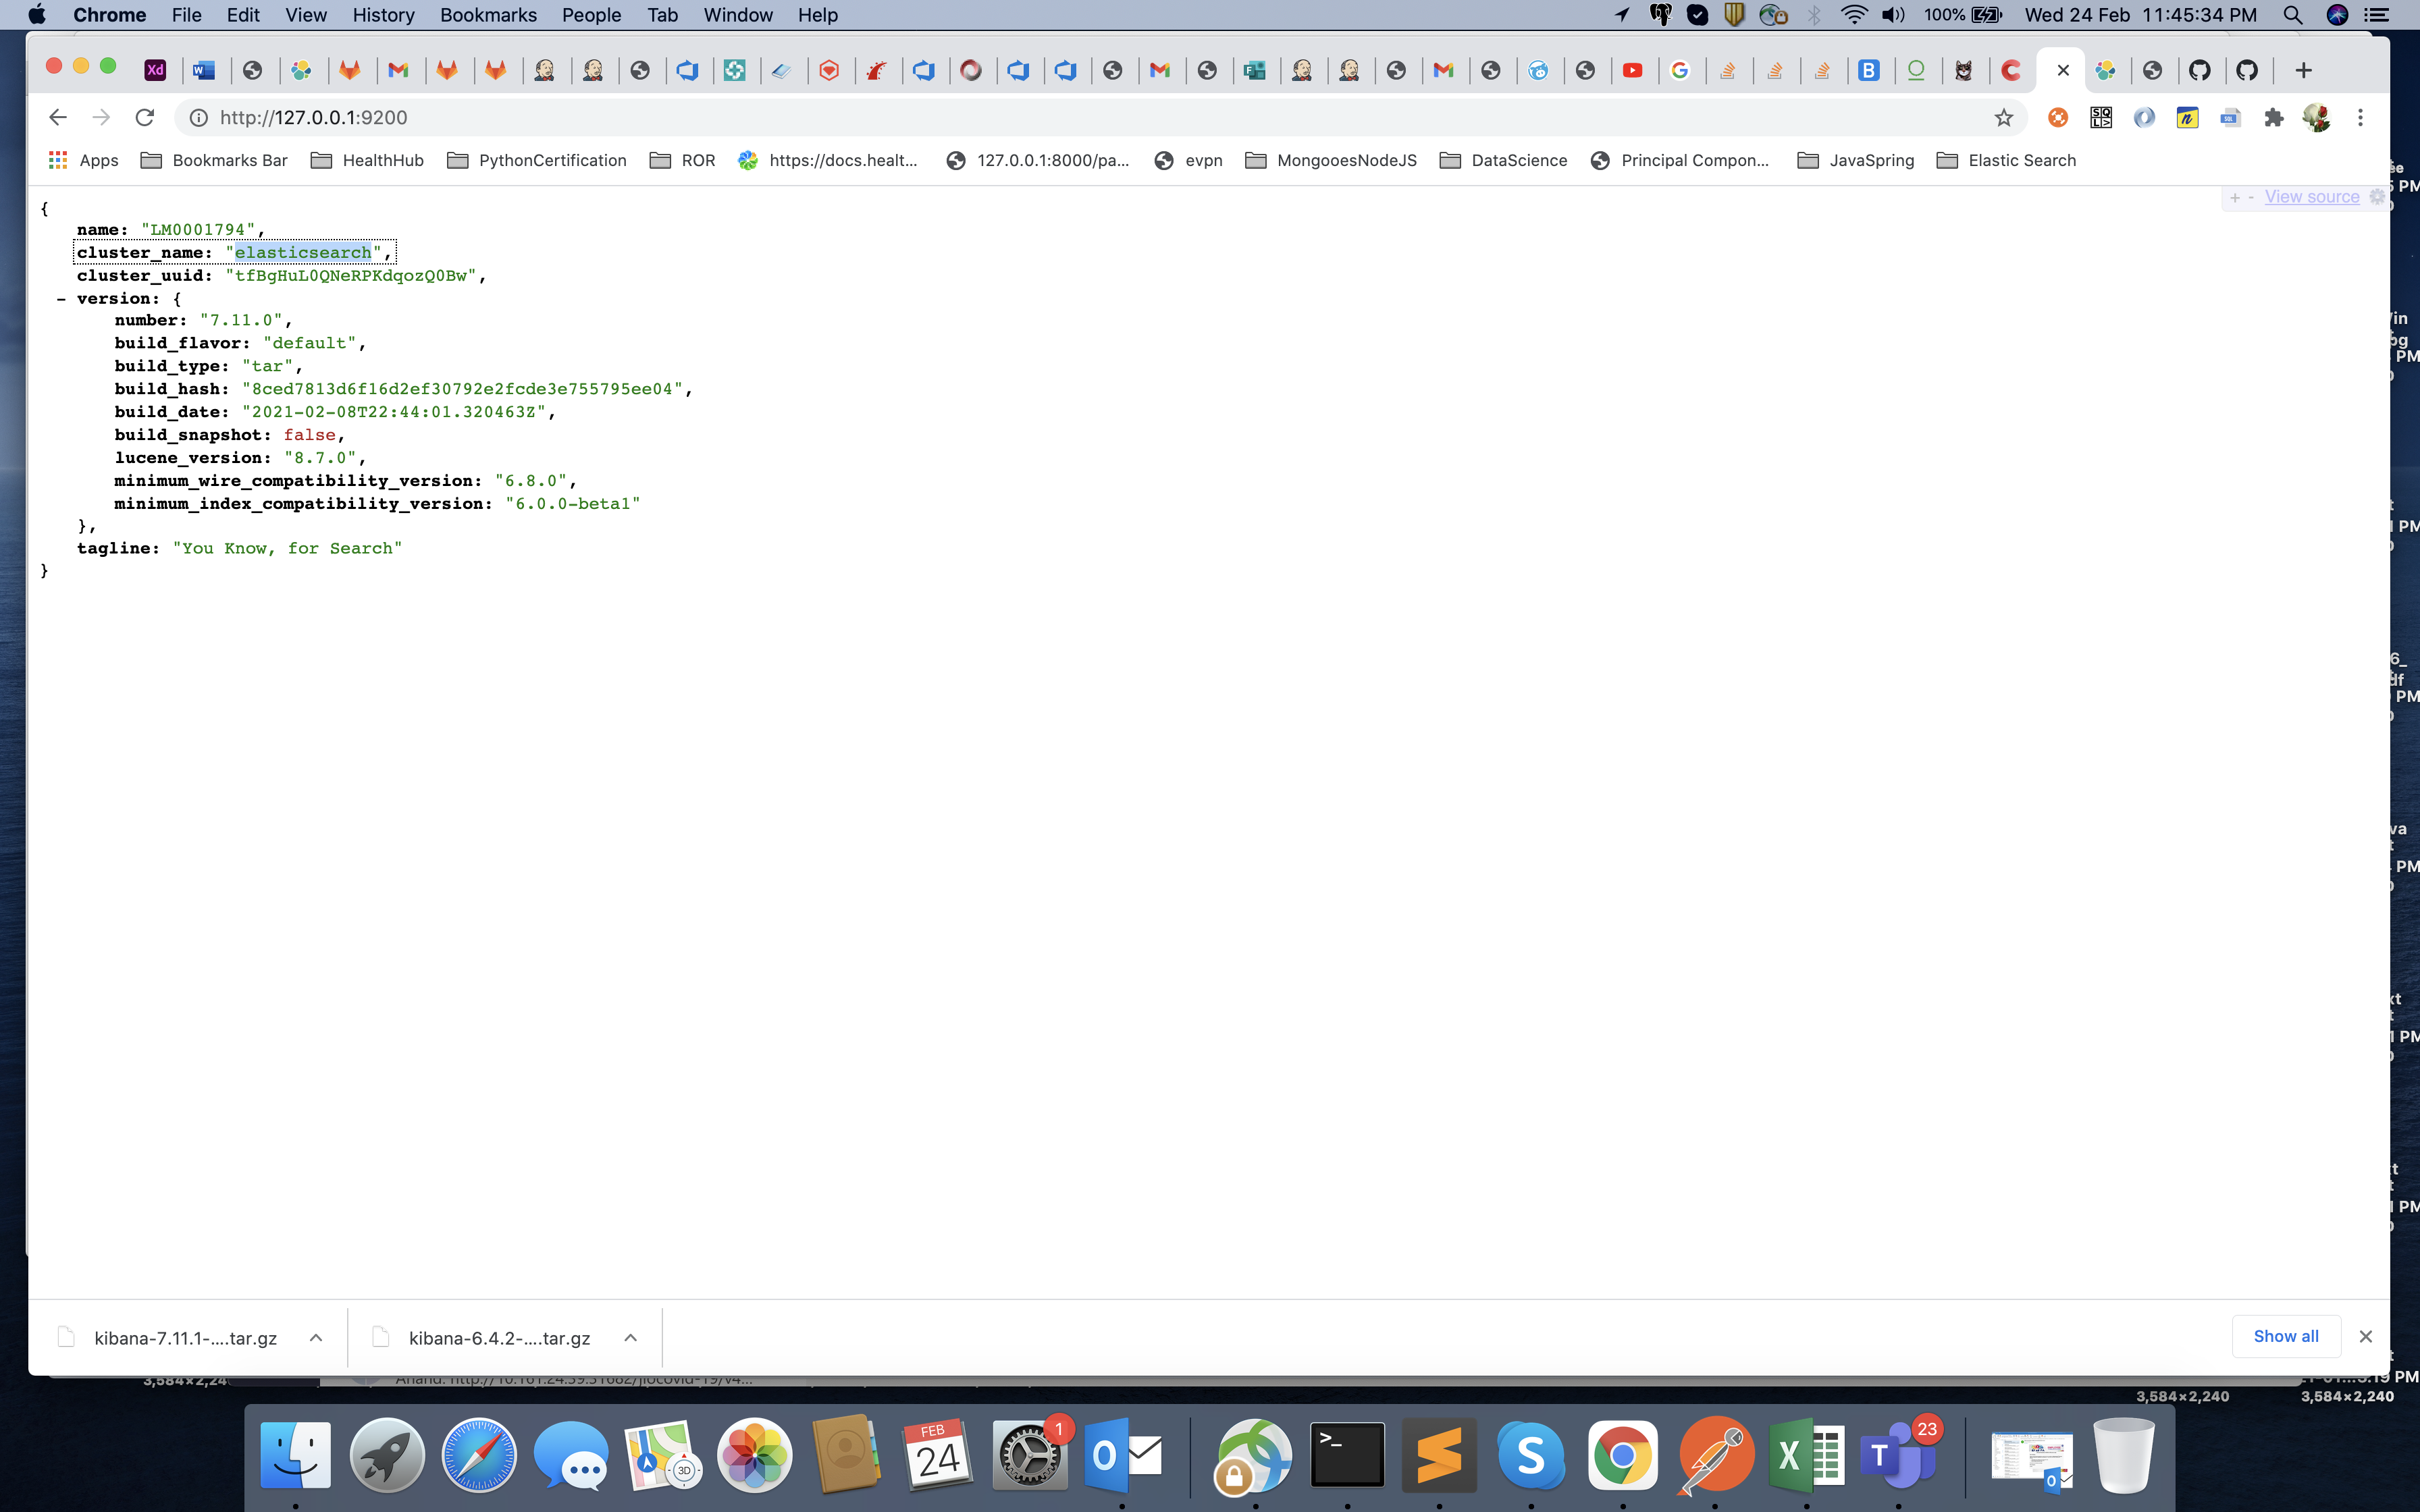 Chrome File Edit View History Bookmarks People Tab Window Help 100% Wed 24 Feb 11:45:34 PM
http://127.0.0.1:9200
Apps Bookmarks Bar HealthHub PythonCertification ROR https://docs.healt... 127.0.0.1:8000/pa... evpn MongooesNodeJS DataScience Principal Compon... JavaSpring Elastic Search
+ - View source
{
name: "LM0001794",
cluster_name: "elasticsearch",
cluster_uuid: "tfBgHuL0QNeRPKdqozQ0Bw",
- version: {
number: "7.11.0",
build_flavor: "default",
build_type: "tar",
build_hash: "8ced7813d6f16d2ef30792e2fcde3e755795ee04",
build_date: "2021-02-08T22:44:01.320463Z",
build_snapshot: false,
lucene_version: "8.7.0",
minimum_wire_compatibility_version: "6.8.0",
minimum_index_compatibility_version: "6.0.0-beta1"
},
tagline: "You Know, for Search"
}
kibana-7.11.1-....tar.gz kibana-6.4.2-....tar.gz Show all
3,584×2,240 3,584×2,240
FEB
24
1
3D
23